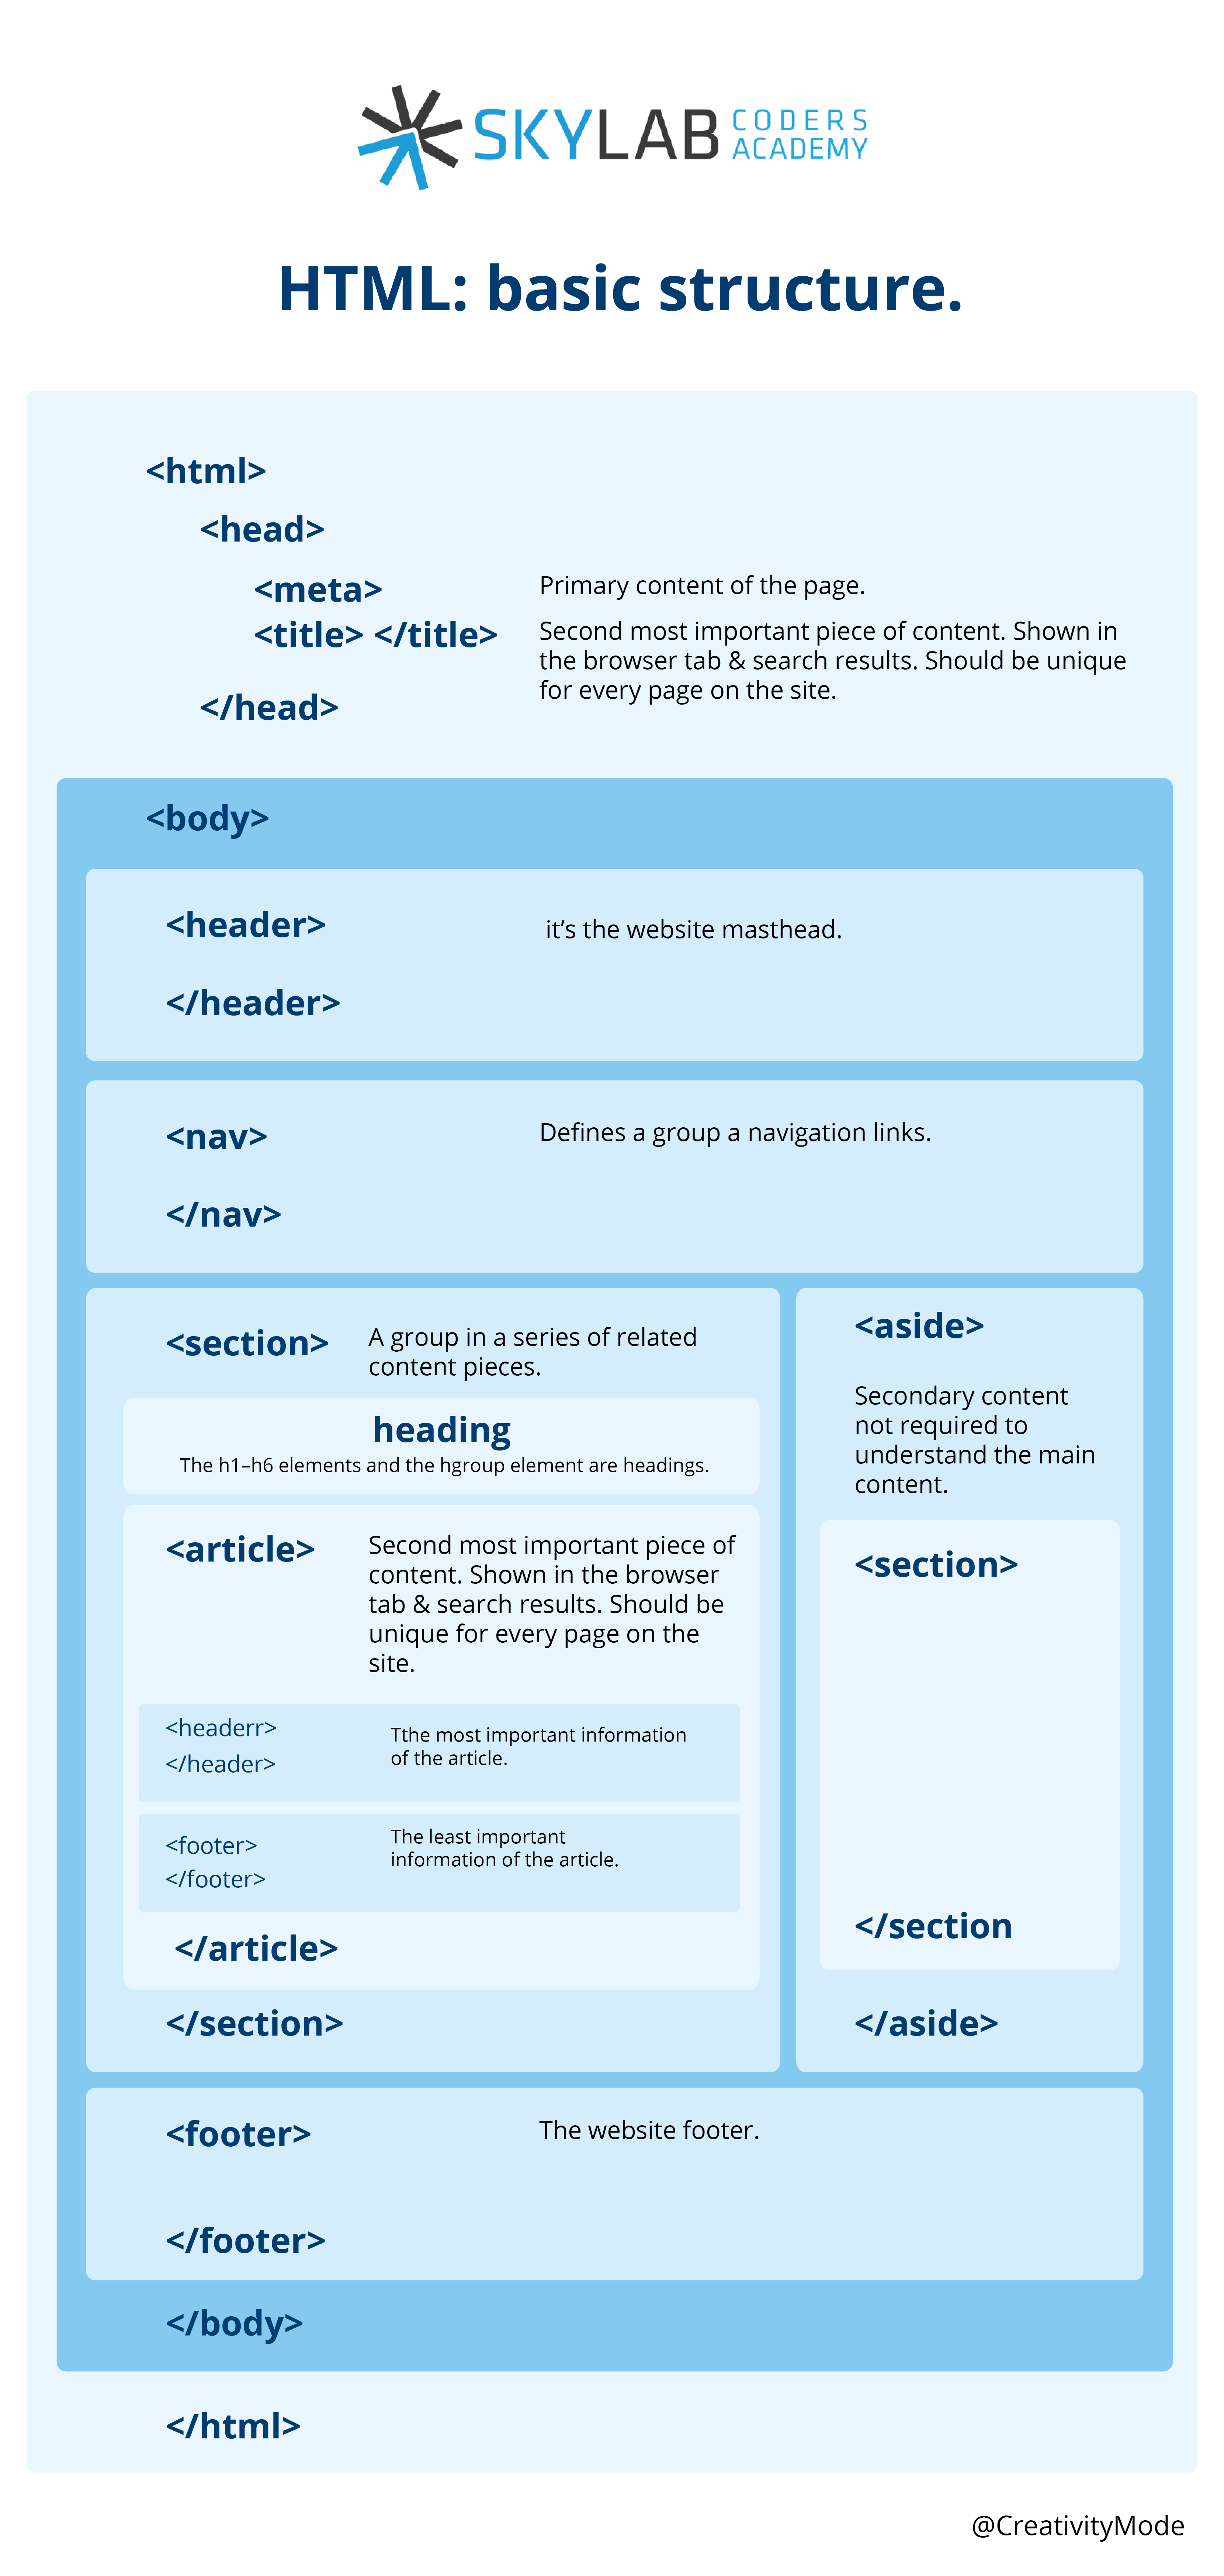 SKYLAB CODERS ACADEMY
HTML: basic structure.
<html>
<head>
<meta>
Primary content of the page.
<title> </title>
Second most important piece of content. Shown in
the browser tab & search results. Should be unique
for every page on the site.
</head>
<body>
<header>
it’s the website masthead.
</header>
<nav>
Defines a group a navigation links.
</nav>
<section>
A group in a series of related
content pieces.
heading
The h1–h6 elements and the hgroup element are headings.
<article>
Second most important piece of
content. Shown in the browser
tab & search results. Should be
unique for every page on the
site.
<headerr>
</header>
Tthe most important information
of the article.
<footer>
</footer>
The least important
information of the article.
</article>
</section>
<aside>
Secondary content
not required to
understand the main
content.
<section>
</section
</aside>
<footer>
The website footer.
</footer>
</body>
</html>
@CreativityMode